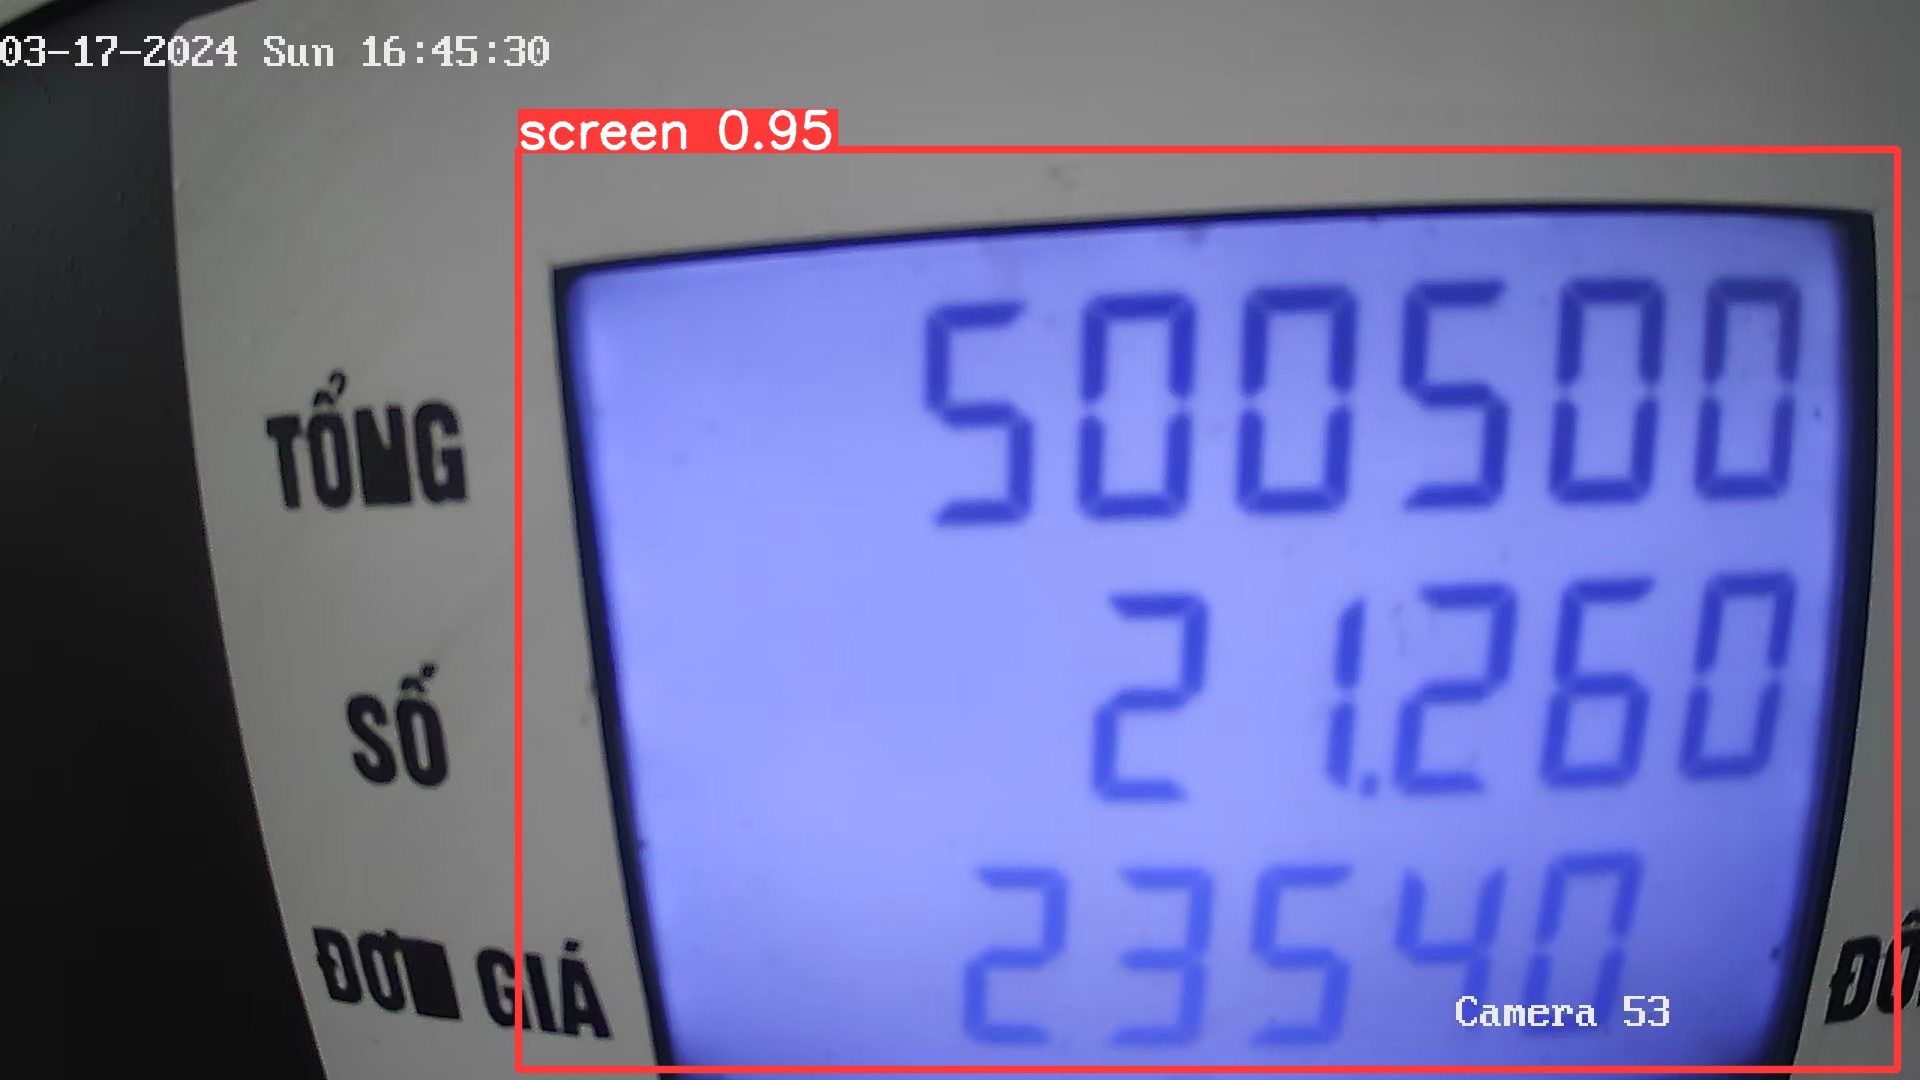 03-17-2024 Sun 16:45:30
screen 0.95
TỔNG 500500
SỐ 21.260
ĐƠN GIÁ 23540
Camera 53